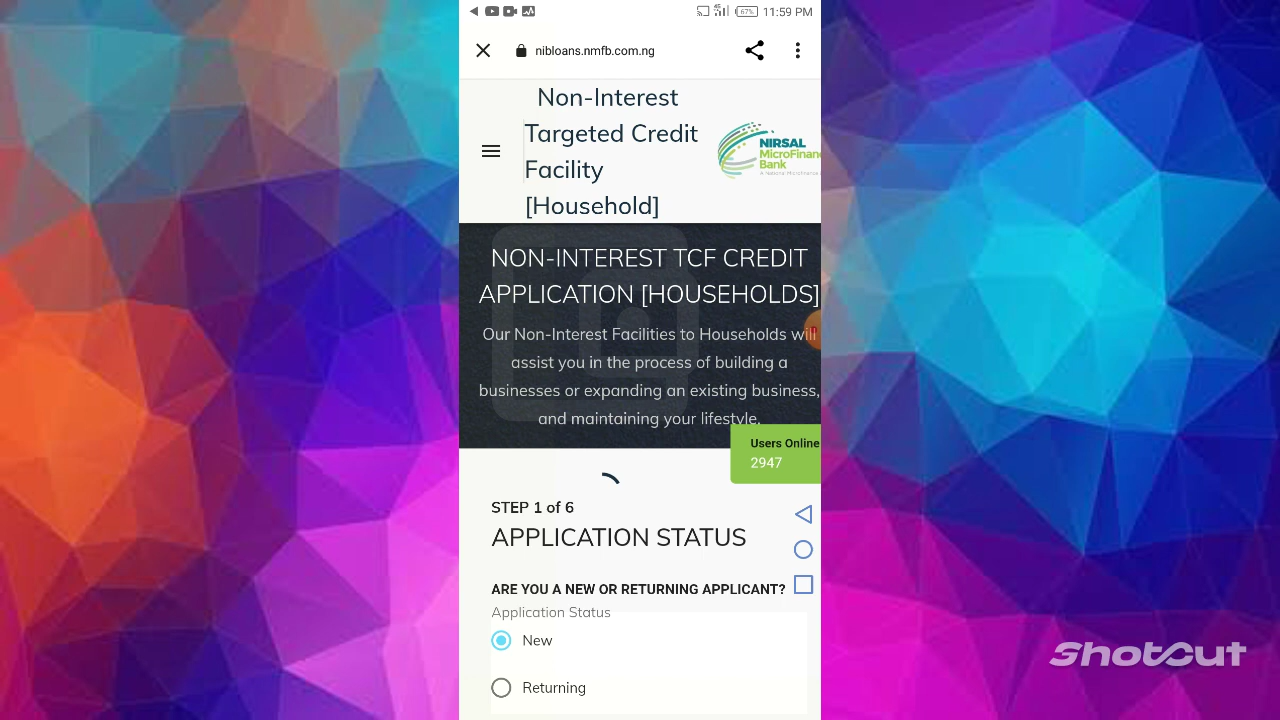 4G 67% 11:59 PM
nibloans.nmfb.com.ng
Non-Interest
Targeted Credit
Facility
[Household]
NIRSAL
MicroFinanc
Bank
NON-INTEREST TCF CREDIT
APPLICATION [HOUSEHOLDS]
Our Non-Interest Facilities to Households will
assist you in the process of building a
businesses or expanding an existing business,
and maintaining your lifestyle.
Users Online
2947
STEP 1 of 6
APPLICATION STATUS
ARE YOU A NEW OR RETURNING APPLICANT?
Application Status
New
Returning
Shotcut